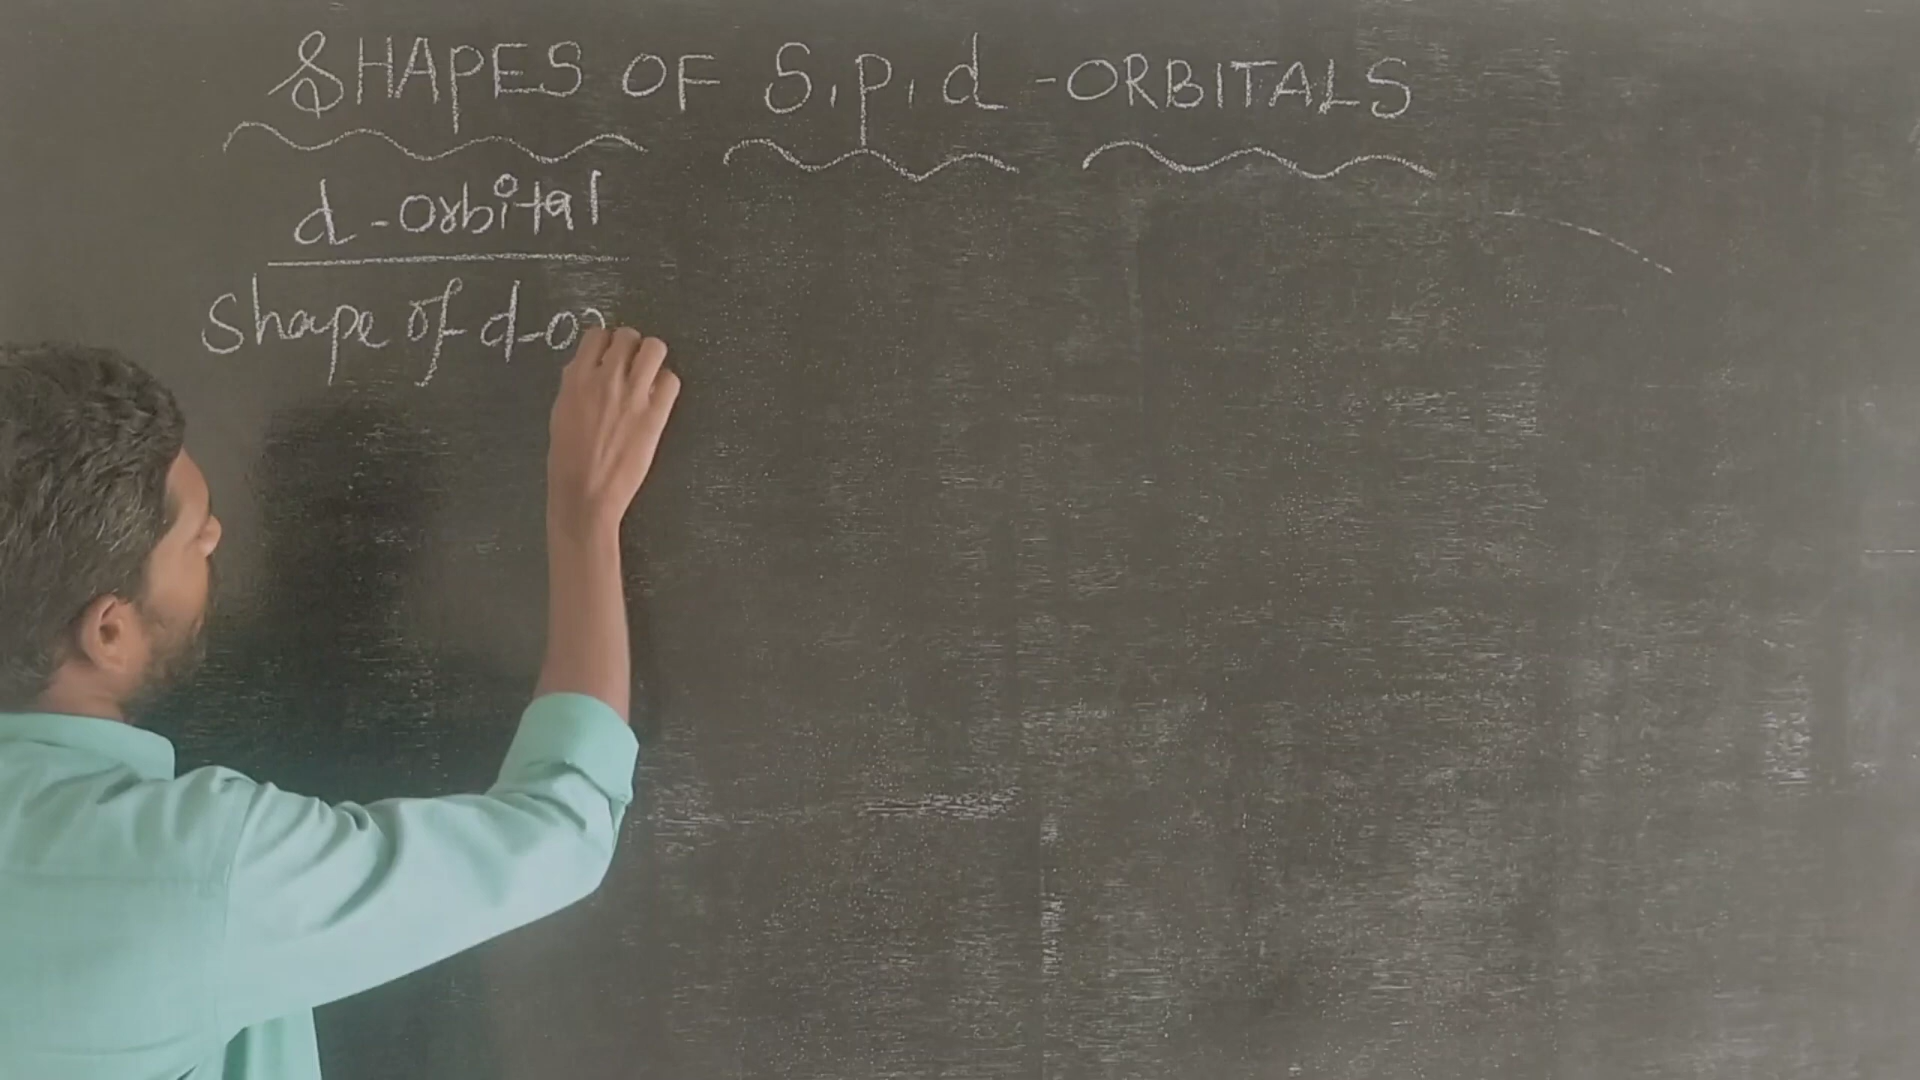 SHAPES OF S, p, d -ORBITALS
d-orbital
Shape of d-or